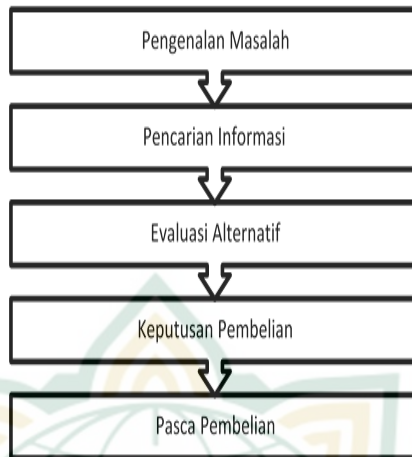 Pengenalan Masalah
Pencarian Informasi
Evaluasi Alternatif
Keputusan Pembelian
Pasca Pembelian